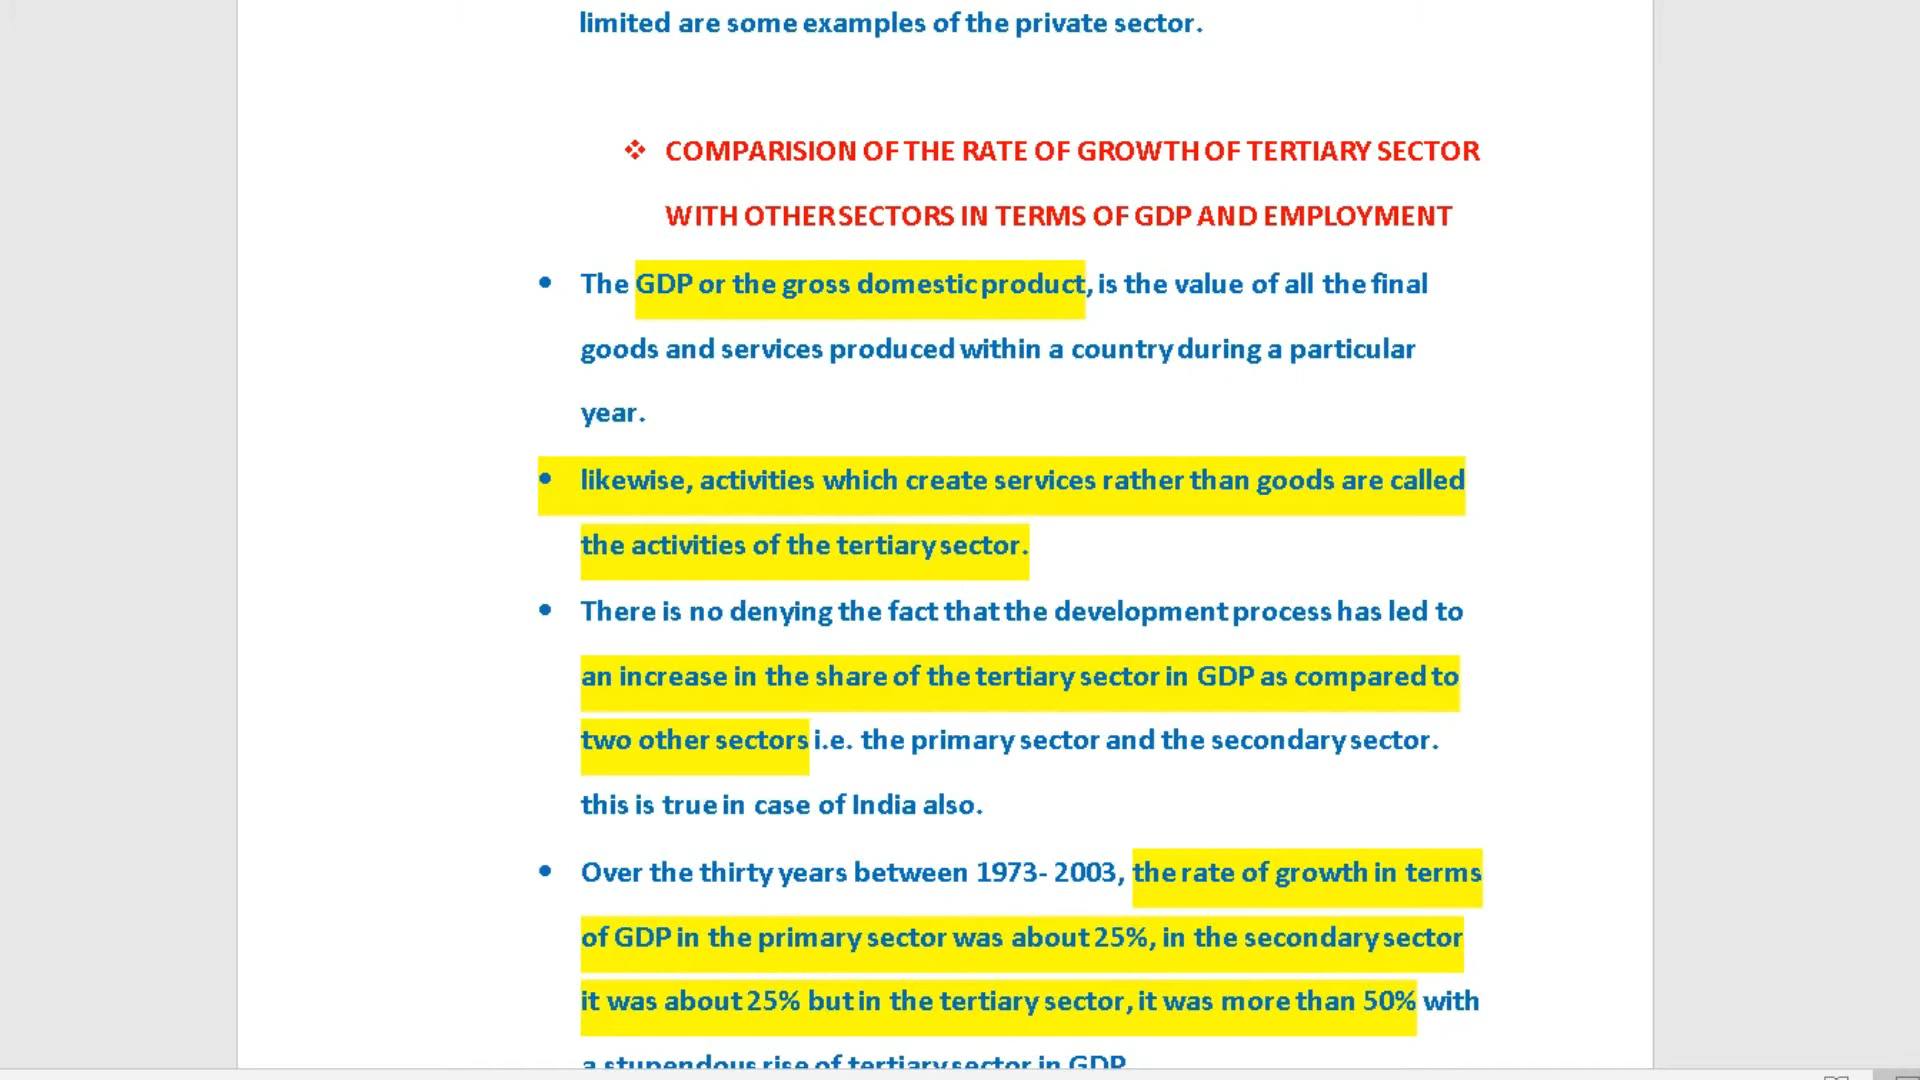 limited are some examples of the private sector.
❖ COMPARISION OF THE RATE OF GROWTH OF TERTIARY SECTOR
WITH OTHER SECTORS IN TERMS OF GDP AND EMPLOYMENT
• The GDP or the gross domestic product, is the value of all the final
goods and services produced within a country during a particular
year.
• likewise, activities which create services rather than goods are called
the activities of the tertiary sector.
• There is no denying the fact that the development process has led to
an increase in the share of the tertiary sector in GDP as compared to
two other sectors i.e. the primary sector and the secondary sector.
this is true in case of India also.
• Over the thirty years between 1973- 2003, the rate of growth in terms
of GDP in the primary sector was about 25%, in the secondary sector
it was about 25% but in the tertiary sector, it was more than 50% with
a stupendous rise of tertiary sector in GDP